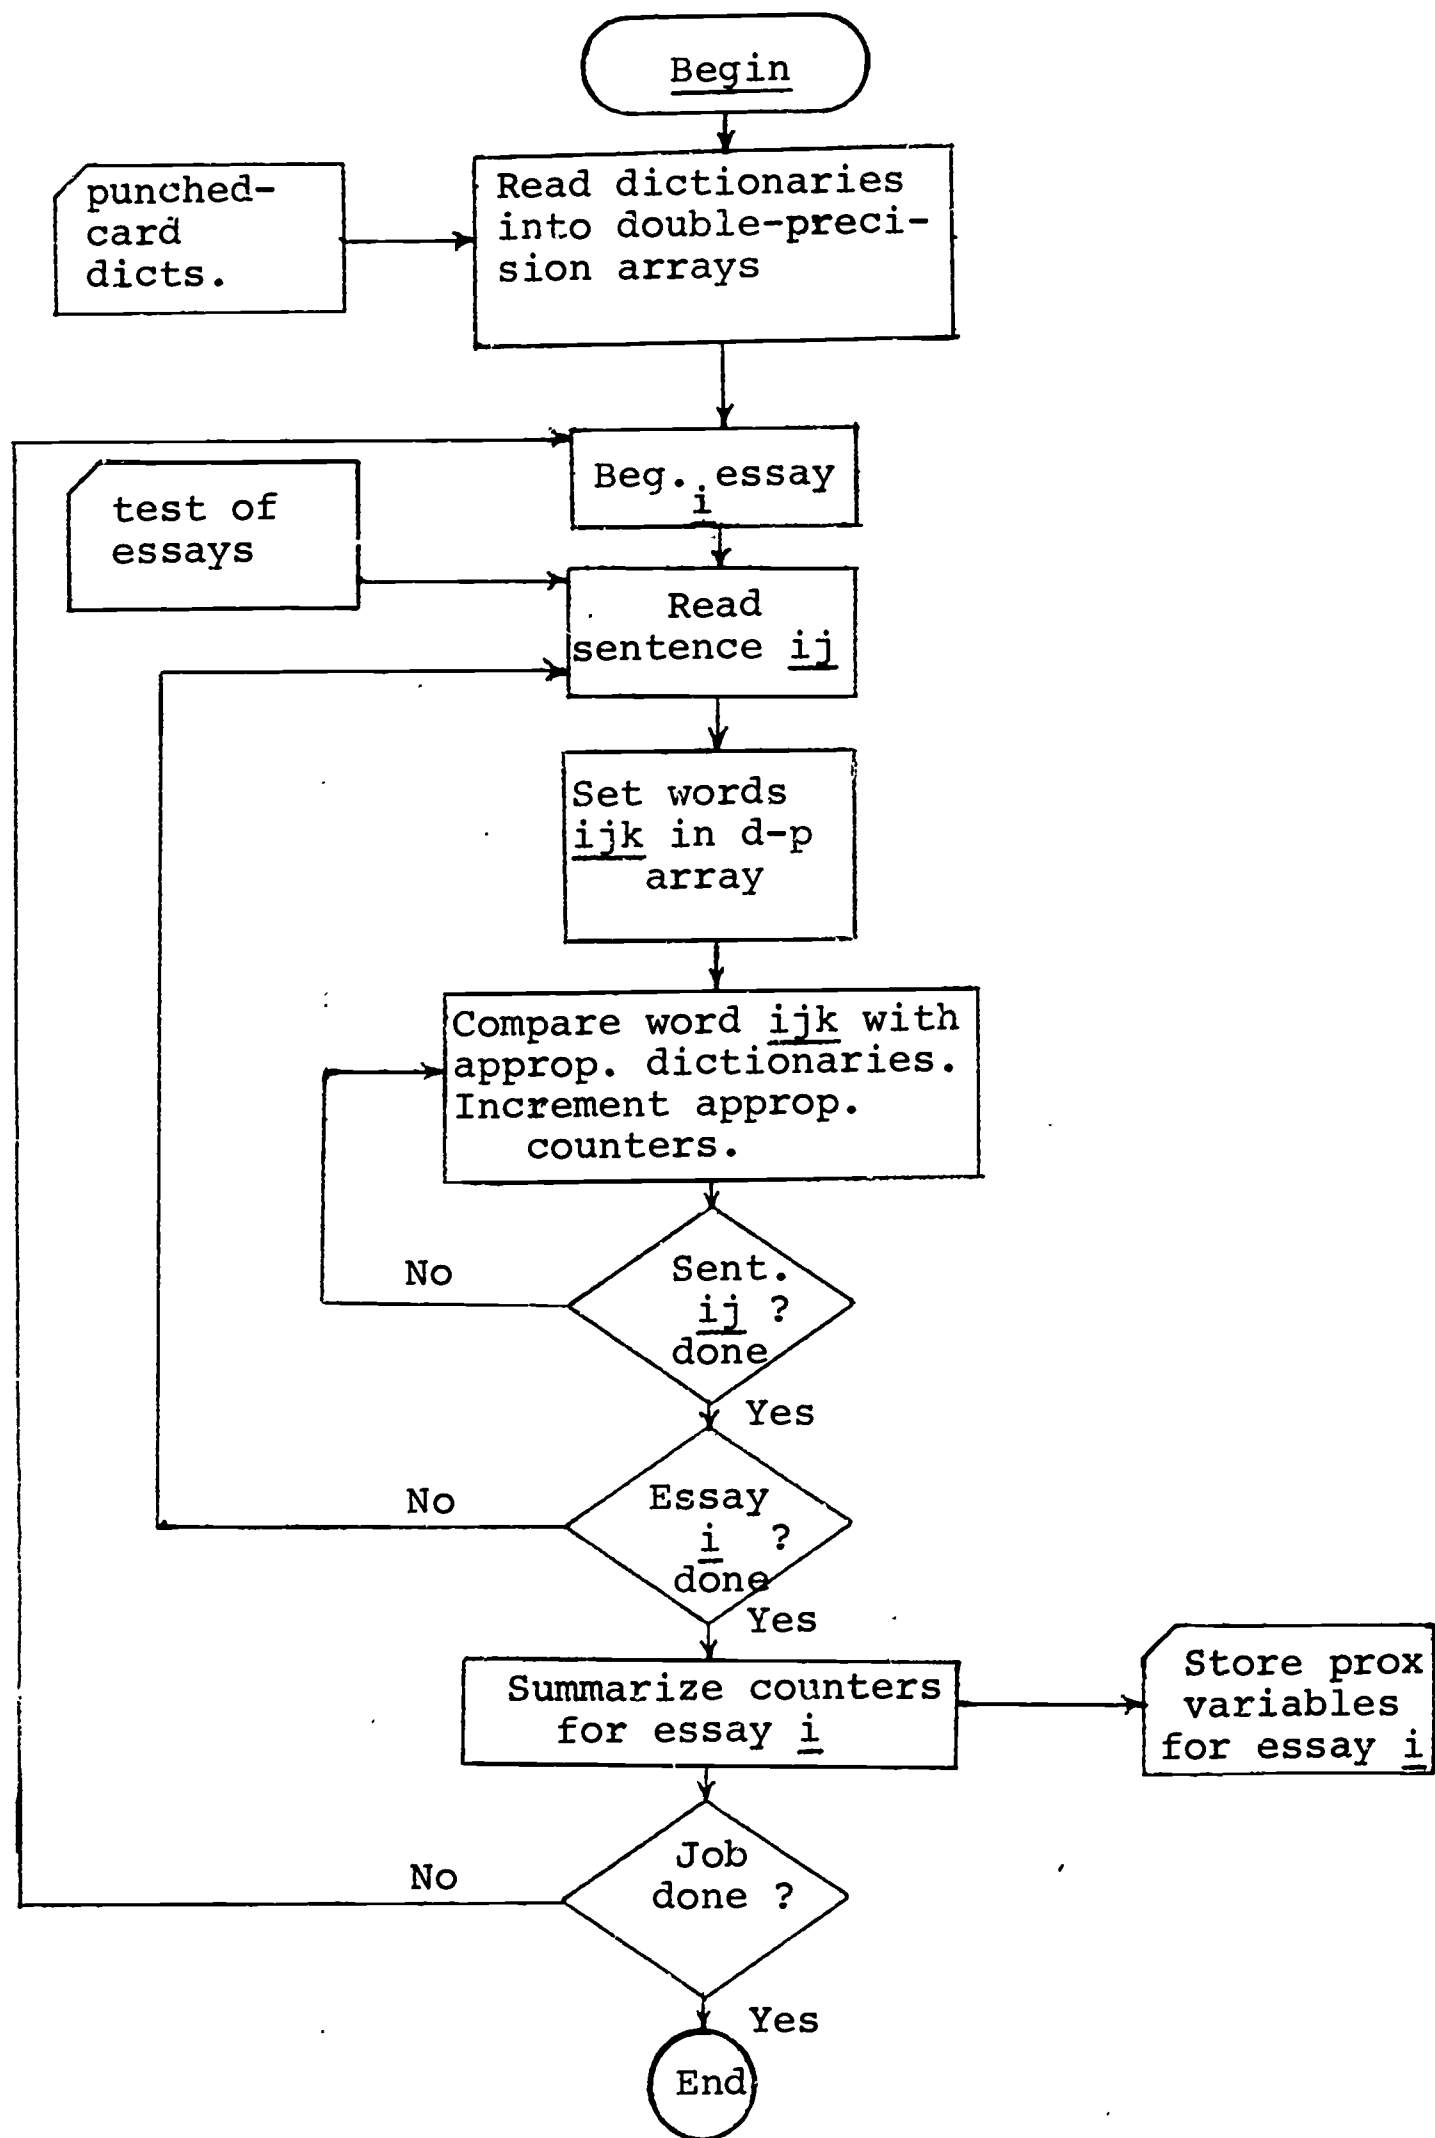 Begin
punched-
card
dicts.
Read dictionaries
into double-preci-
sion arrays
Beg. essay
i
test of
essays
Read
sentence ij
Set words
ijk in d-p
array
Compare word ijk with
approp. dictionaries.
Increment approp.
counters.
No
Sent.
ij ?
done
Yes
No
Essay
i ?
done
Yes
Summarize counters
for essay i
Store prox
variables
for essay i
No
Job
done ?
Yes
End